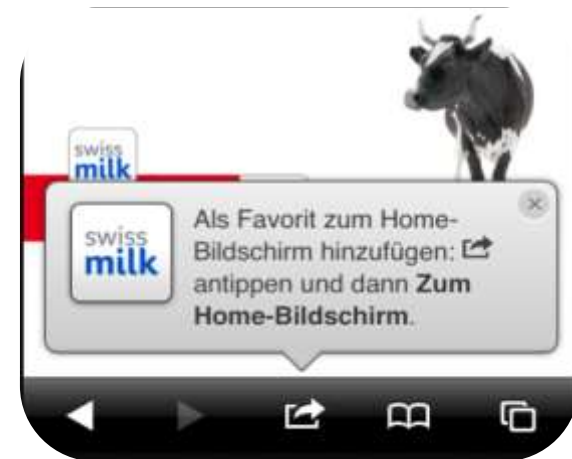 swiss
milk
swiss
milk
Als Favorit zum Home-
Bildschirm hinzufügen:
antippen und dann Zum
Home-Bildschirm.